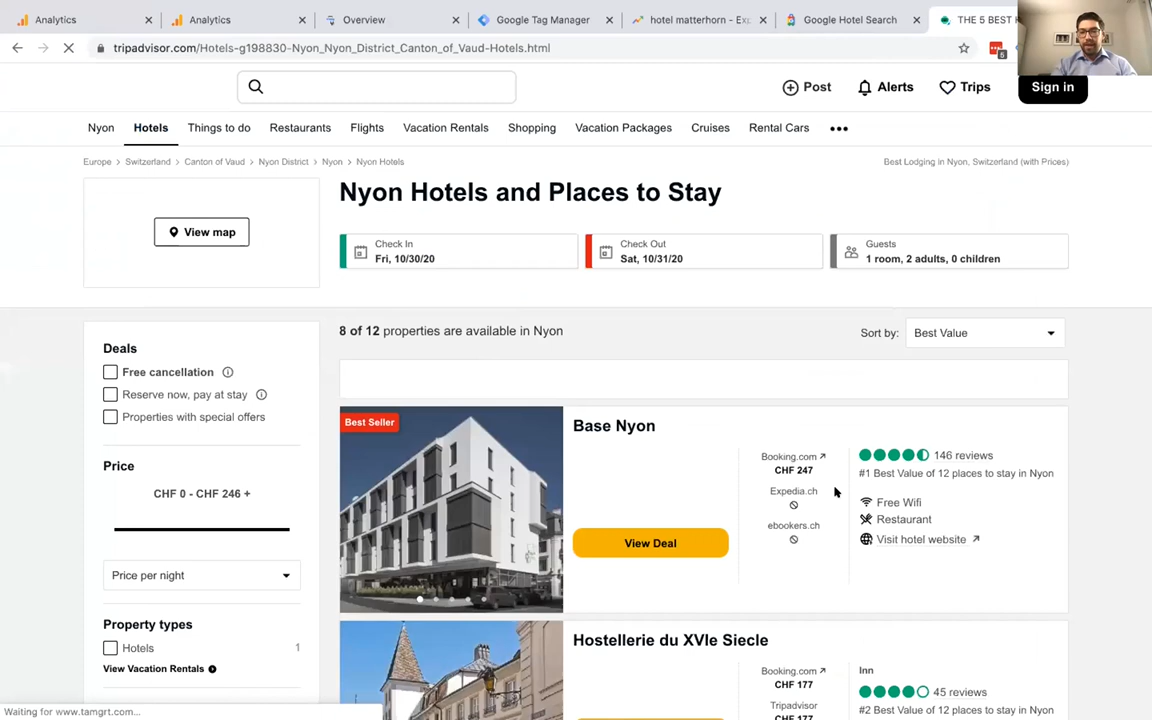 Analytics
Analytics
Overview
Google Tag Manager
hotel matterhorn - Exp
Google Hotel Search
THE 5 BEST
tripadvisor.com/Hotels-g198830-Nyon_Nyon_District_Canton_of_Vaud-Hotels.html
6
Post
Alerts
Trips
Sign in
Nyon
Hotels
Things to do
Restaurants
Flights
Vacation Rentals
Shopping
Vacation Packages
Cruises
Rental Cars
Europe > Switzerland > Canton of Vaud > Nyon District > Nyon > Nyon Hotels
Best Lodging in Nyon, Switzerland (with Prices)
View map
Nyon Hotels and Places to Stay
Check In
Fri, 10/30/20
Check Out
Sat, 10/31/20
Guests
1 room, 2 adults, 0 children
8 of 12 properties are available in Nyon
Sort by:
Best Value
Deals
Free cancellation
Reserve now, pay at stay
Properties with special offers
Price
CHF 0 - CHF 246 +
Price per night
Property types
Hotels
1
View Vacation Rentals
Best Seller
Base Nyon
View Deal
Booking.com
CHF 247
Expedia.ch
ebookers.ch
146 reviews
#1 Best Value of 12 places to stay in Nyon
Free Wifi
Restaurant
Visit hotel website
Hostellerie du XVIe Siecle
Booking.com
CHF 177
Tripadvisor
CHF 177
Inn
45 reviews
#2 Best Value of 12 places to stay in Nyon
Waiting for www.tamgrt.com...